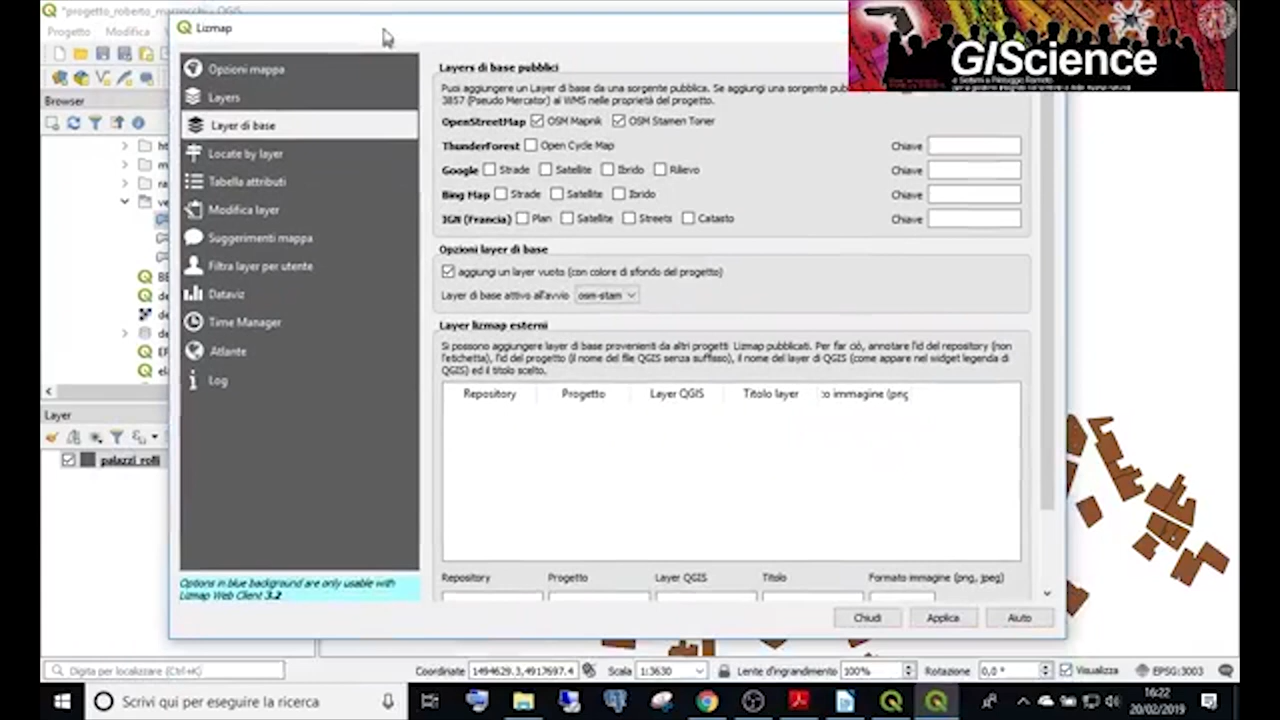 *progetto_roberto_marzocchi - QGIS
Progetto Modifica
Lizmap
GIScience
Browser
Opzioni mappa
Layers
Layer di base
Locate by layer
Tabella attributi
Modifica layer
Suggerimenti mappa
Filtra layer per utente
Dataviz
Time Manager
Atlante
Log
Options in blue background are only usable with
Lizmap Web Client 3.2
Layers di base pubblici
Puoi aggiungere un Layer di base da una sorgente pubblica. Se aggiungi una sorgente
3857 (Pseudo Mercator) al WMS nelle proprietà del progetto.
OpenStreetMap OSM Mapnik OSM Stamen Toner
ThunderForest Open Cycle Map Chiave
Google Strade Satellite Ibrido Rilievo Chiave
Bing Map Strade Satellite Ibrido Chiave
IGN (Francia) Plan Satellite Streets Catasto Chiave
Opzioni layer di base
aggiungi un layer vuoto (con colore di sfondo del progetto)
Layer di base attivo all'avvio osm-stam
Layer lizmap esterni
Si possono aggiungere layer di base provenienti da altri progetti Lizmap pubblicati. Per far ciò, annotare l'id del repository (non
l'etichetta), l'id del progetto (il nome del file QGIS senza suffisso), il nome del layer di QGIS (come appare nel widget legenda di
QGIS) ed il titolo scelto.
Repository Progetto Layer QGIS Titolo layer :o immagine (png,
Repository Progetto Layer QGIS Titolo Formato immagine (png, jpeg)
Chiudi Applica Aiuto
Layer
palazzi_rolli
Digita per localizzare (Ctrl+K) Coordinate 1494629.3,4917697.4 Scala 1:3630 Lente d'ingrandimento 100% Rotazione 0,0 ° Visualizza EPSG:3003
Scrivi qui per eseguire la ricerca
16:22
20/02/2019